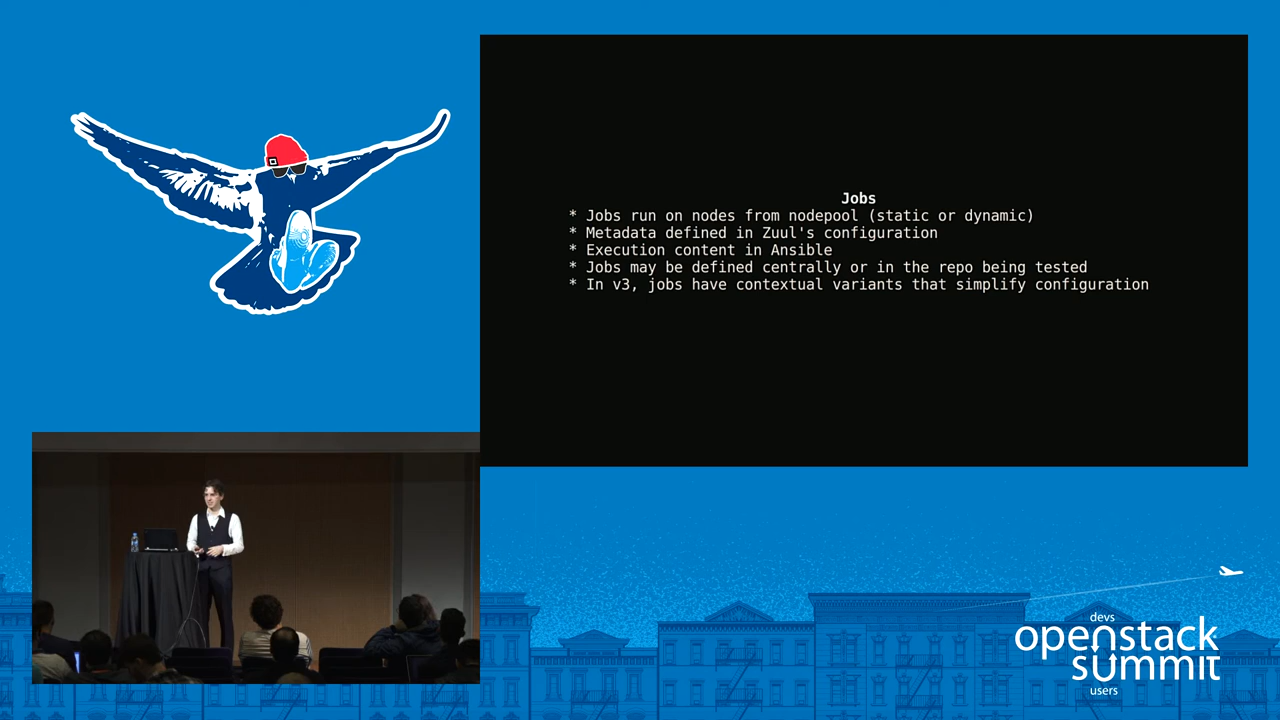 Jobs
* Jobs run on nodes from nodepool (static or dynamic)
* Metadata defined in Zuul's configuration
* Execution content in Ansible
* Jobs may be defined centrally or in the repo being tested
* In v3, jobs have contextual variants that simplify configuration
devs
openstack
summit
users